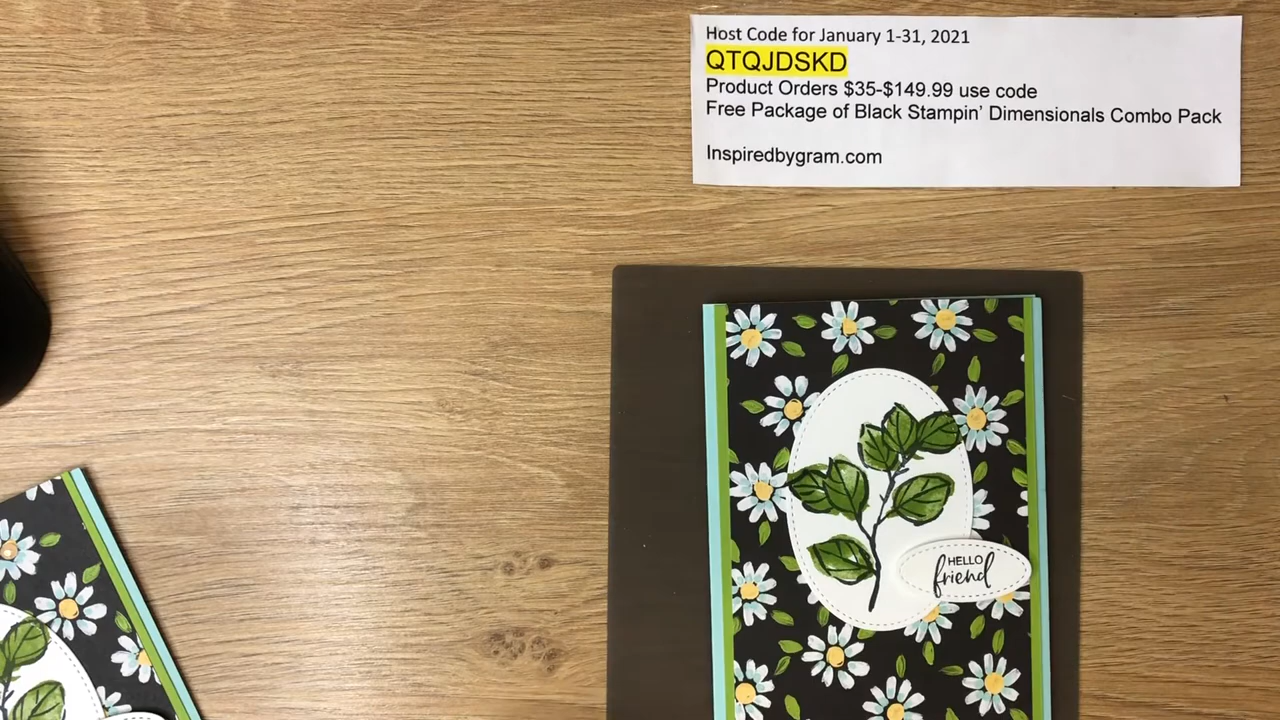 Host Code for January 1-31, 2021
QTQJDSKD
Product Orders $35-$149.99 use code
Free Package of Black Stampin’ Dimensionals Combo Pack
Inspiredbygram.com
HELLO
friend